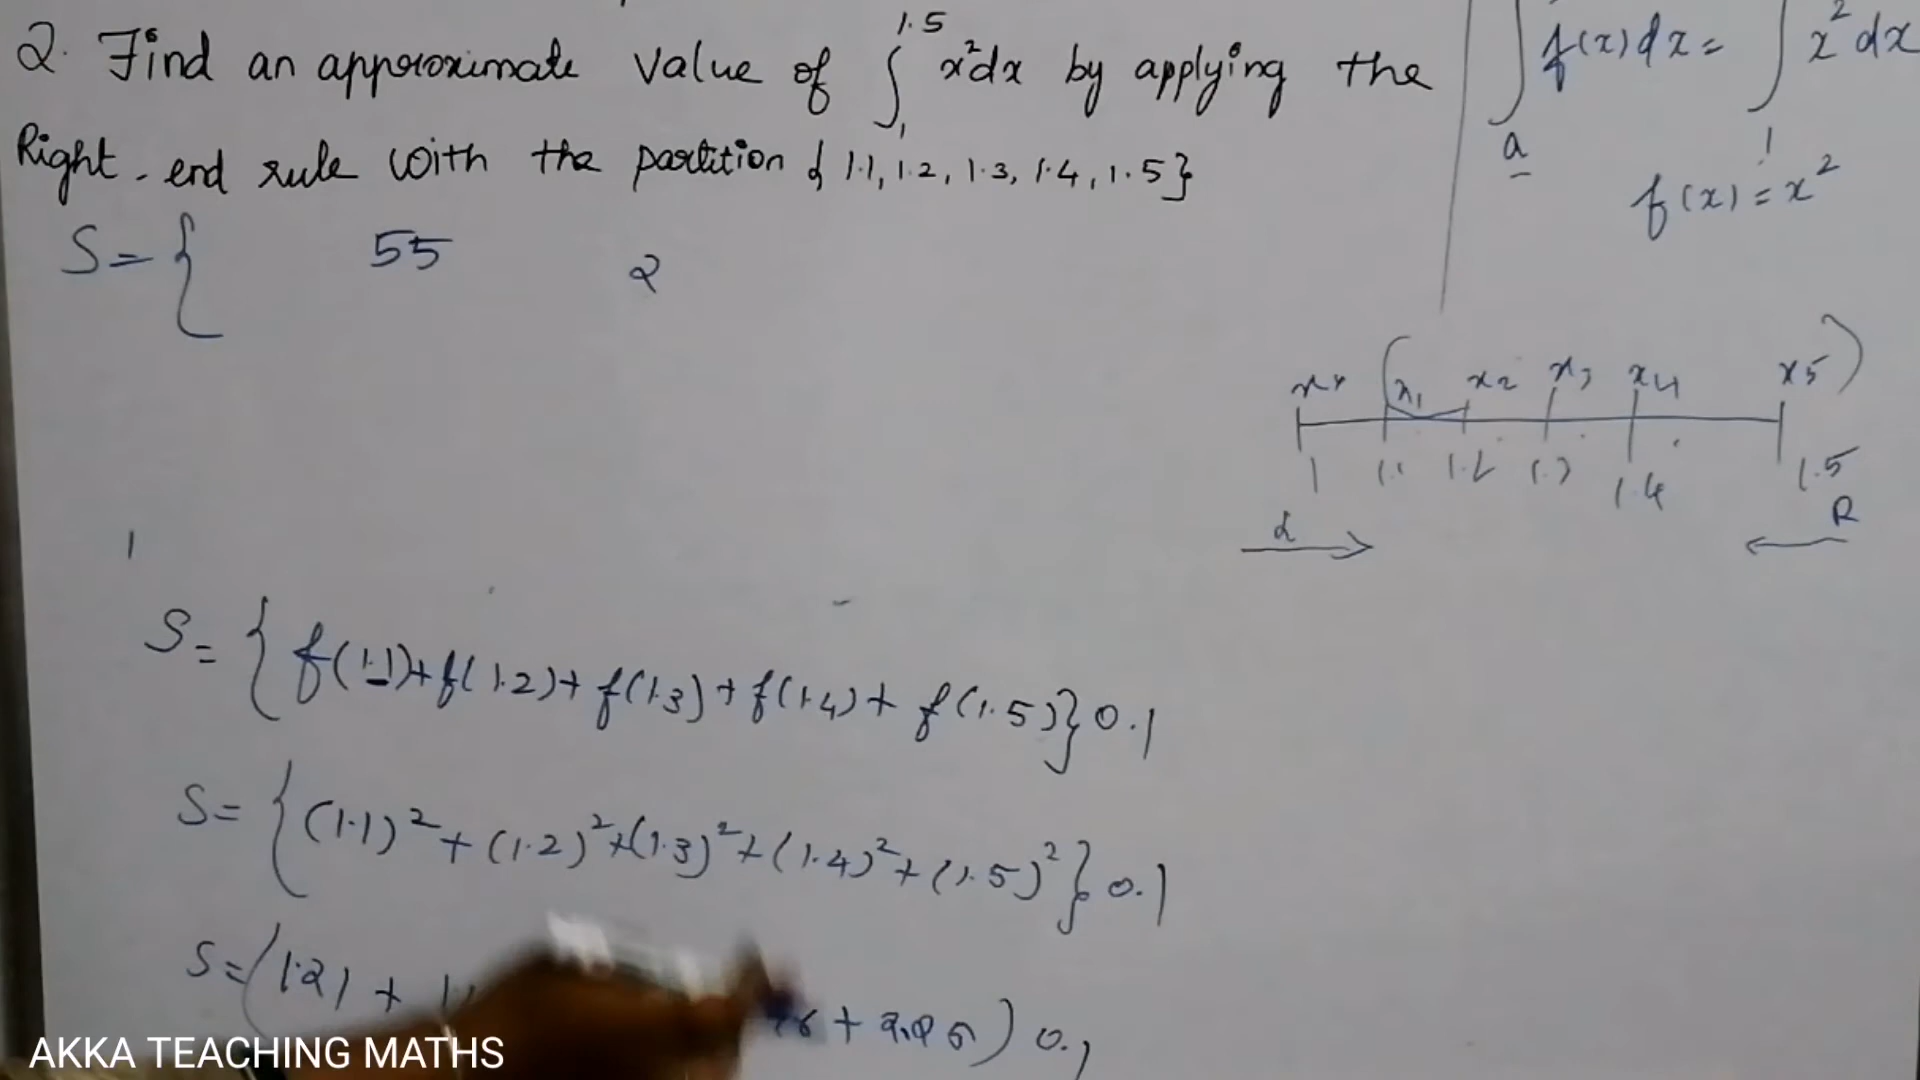 2. Find an approximate value of ∫₁^1.5 x²dx by applying the
Right-end rule with the partition { 1.1, 1.2, 1.3, 1.4, 1.5 }
∫ₐ f(x)dx = ∫₁ x² dx
f(x) = x²
S = { 55 2
x₁ x₂ x₃ x₄ x₅
1 1.1 1.2 1.3 1.4 1.5
L R
S = { f(1.1) + f(1.2) + f(1.3) + f(1.4) + f(1.5) } 0.1
S = { (1.1)² + (1.2)² + (1.3)² + (1.4)² + (1.5)² } 0.1
S = ( 1.21 + + 2.25 ) 0.1
AKKA TEACHING MATHS